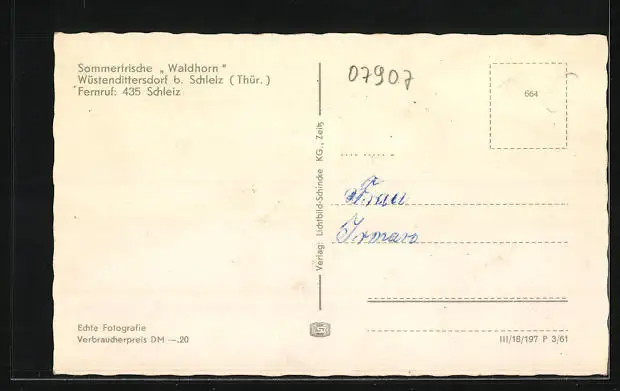 Sommerfrische „Waldhorn"
Wüstendittersdorf b. Schleiz (Thür.)
Fernruf: 435 Schleiz
Echte Fotografie
Verbraucherpreis DM —.20
Verlag: Lichtbild-Schincke KG., Zeitz
07907
664
Frau
III/18/197 P 3/61